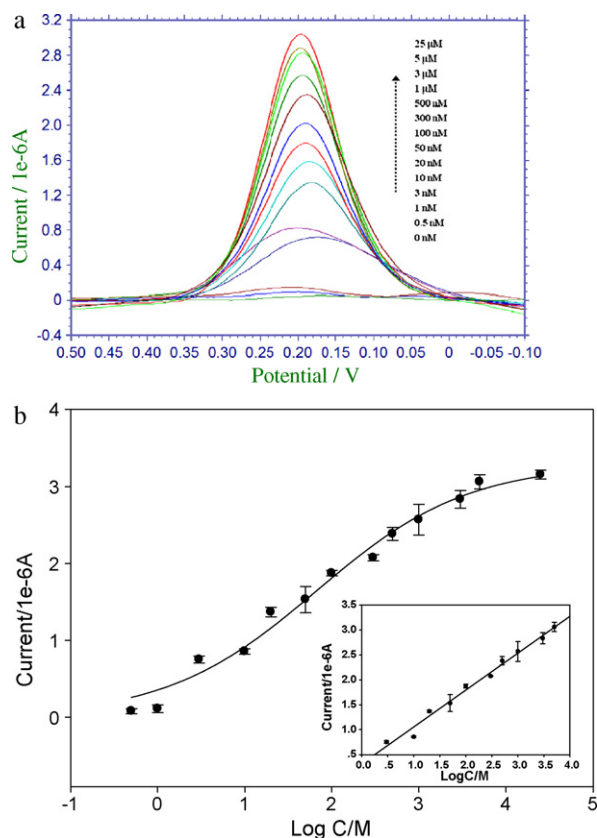 a
3.2
2.8
2.4
2.0
1.6
1.2
0.8
0.4
0
-0.4
Current / 1e-6A
25 µM
5 µM
3 µM
1 µM
500 nM
300 nM
100 nM
50 nM
20 nM
10 nM
3 nM
1 nM
0.5 nM
0 nM
0.50 0.45 0.40 0.35 0.30 0.25 0.20 0.15 0.10 0.05 0 -0.05 -0.10
Potential / V
b
4
3
2
1
0
Current/1e-6A
-1 0 1 2 3 4 5
Log C/M
3.5
3.0
2.5
2.0
1.5
1.0
.5
Current/1e-6A
0.0 .5 1.0 1.5 2.0 2.5 3.0 3.5 4.0
LogC/M